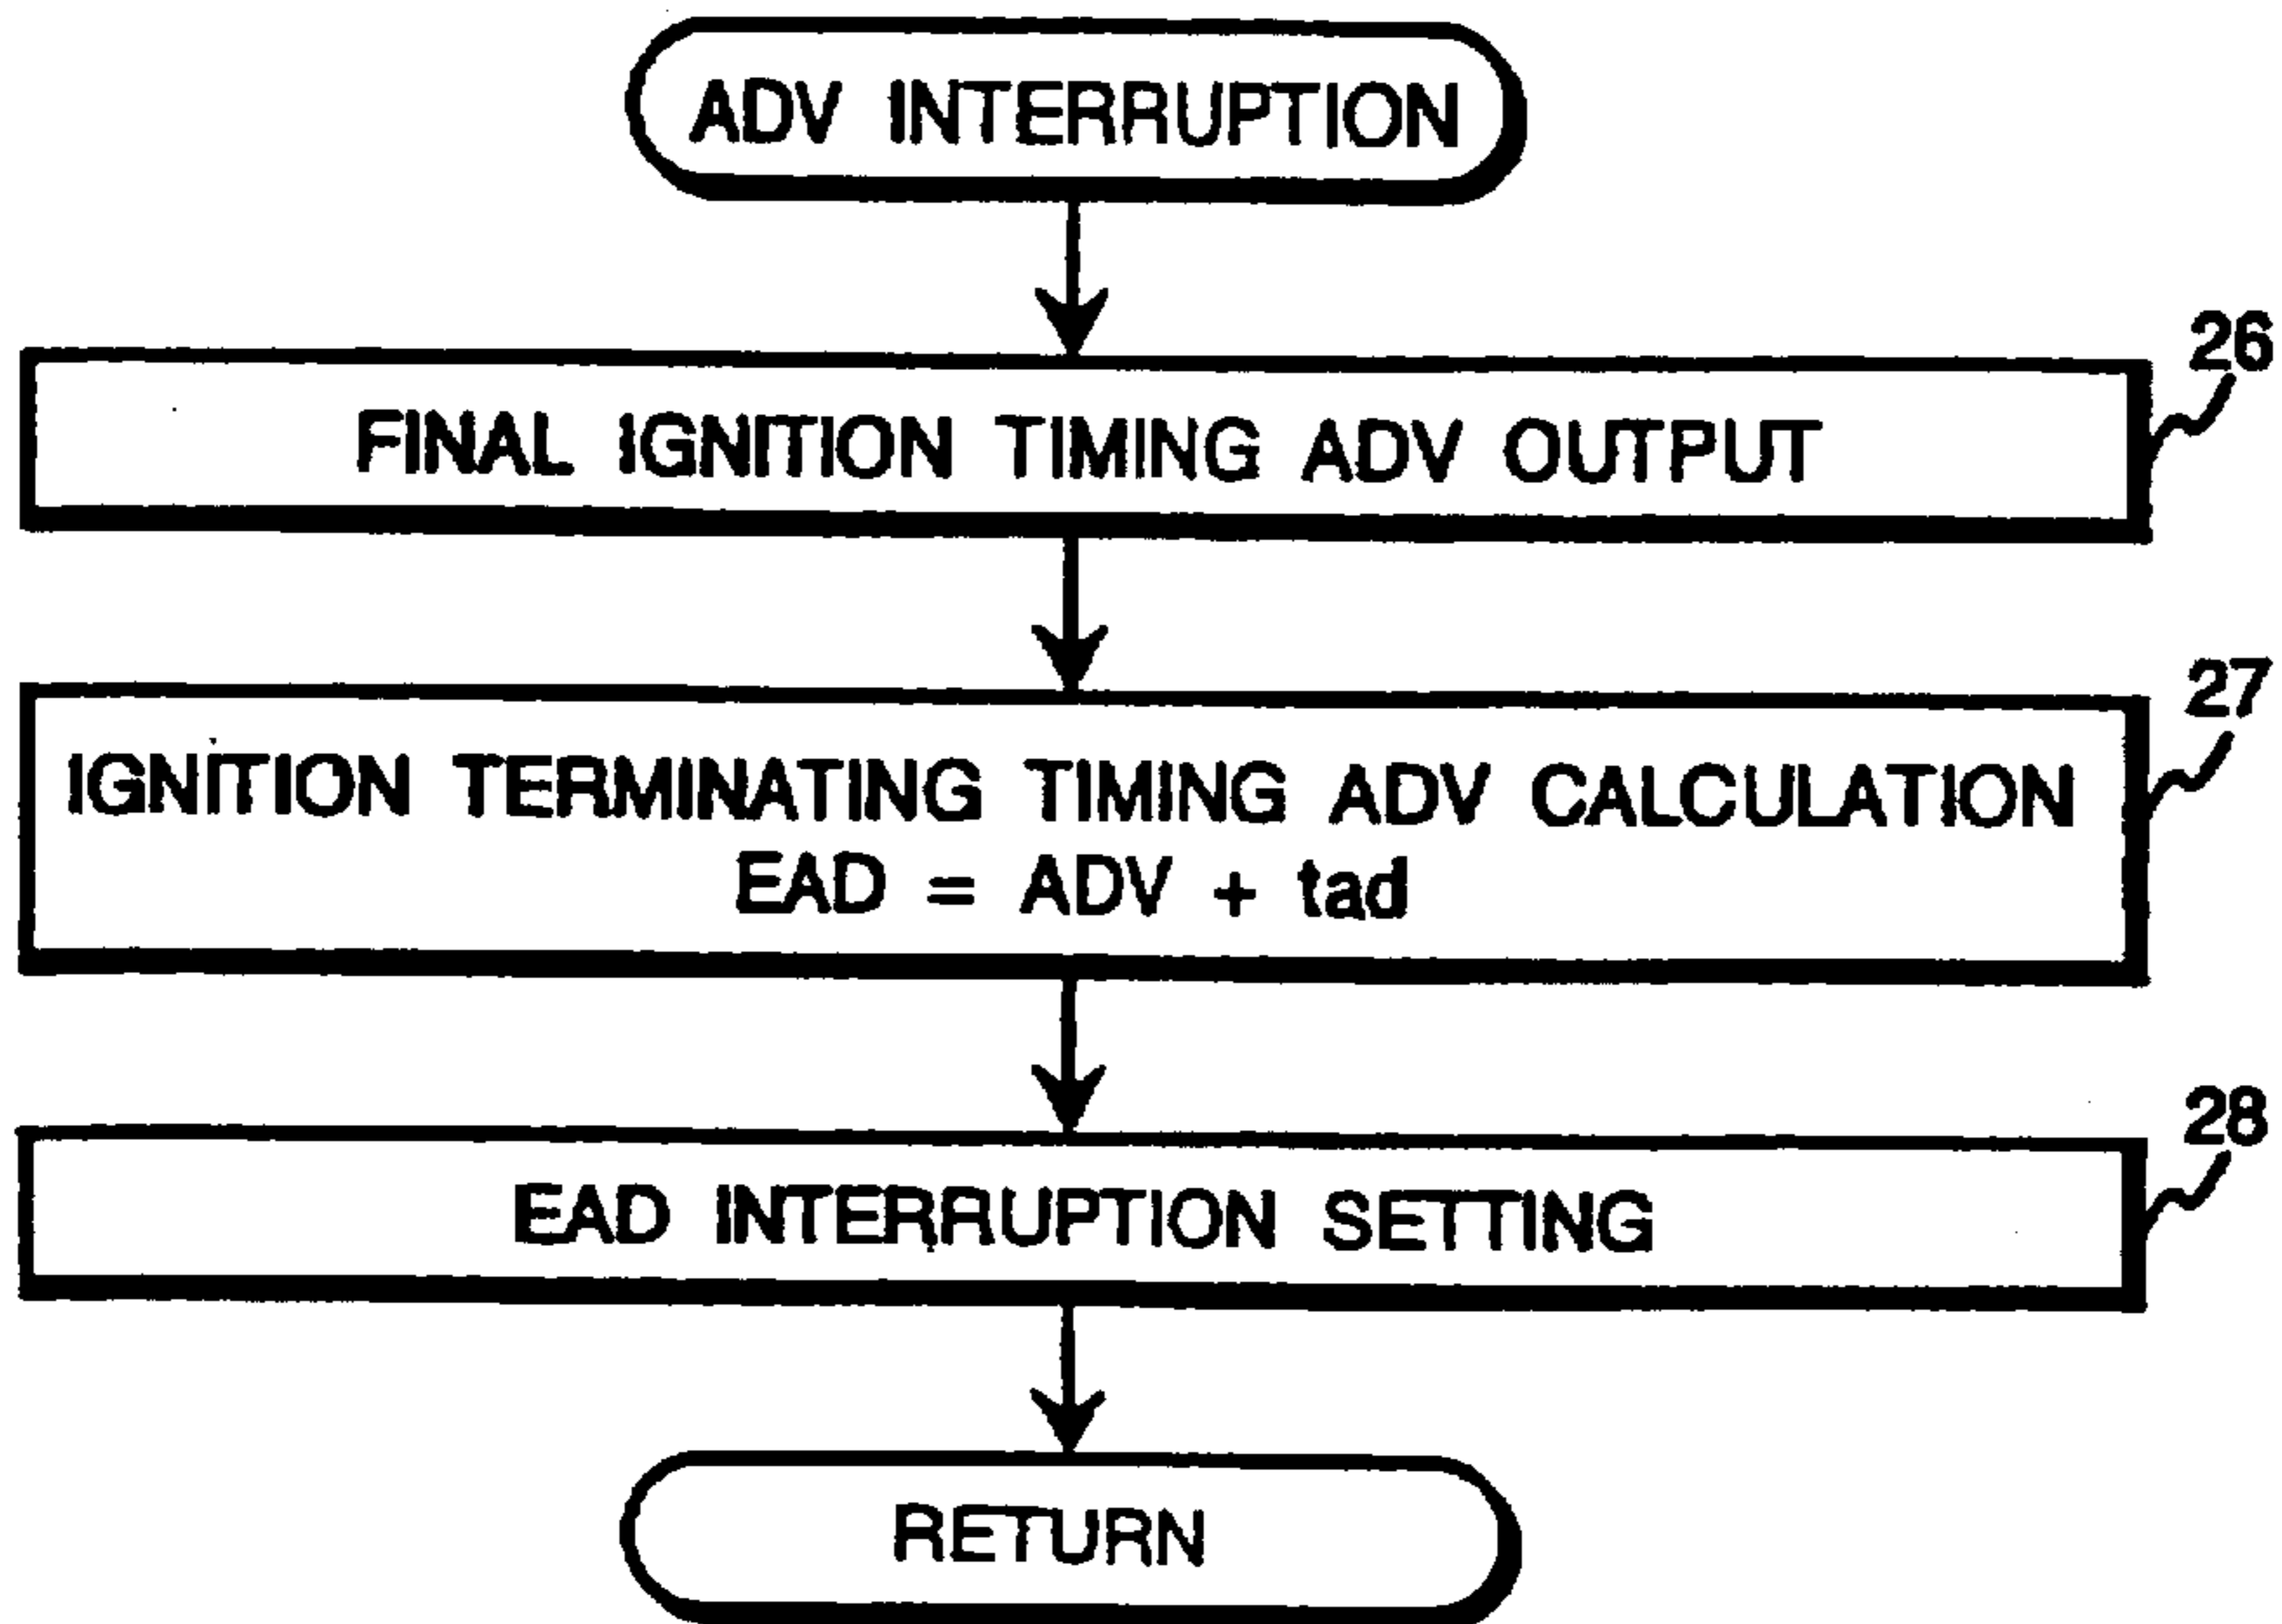 ADV INTERRUPTION
26
FINAL IGNITION TIMING ADV OUTPUT
27
IGNITION TERMINATING TIMING ADV CALCULATION
EAD = ADV + tad
28
EAD INTERRUPTION SETTING
RETURN